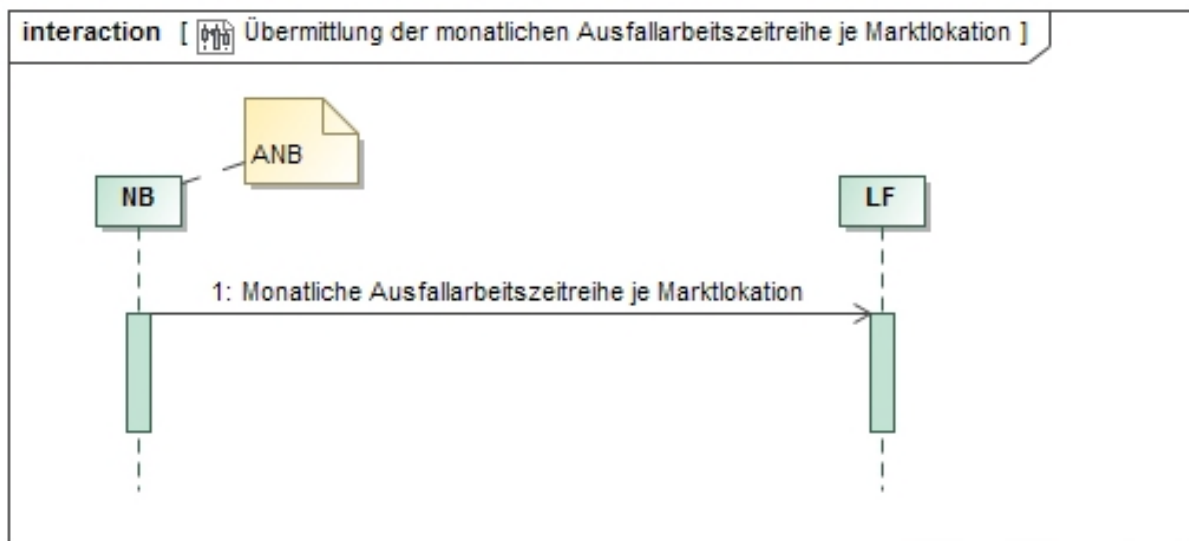 interaction [ Übermittlung der monatlichen Ausfallarbeitszeitreihe je Marktlokation ]
ANB
NB
LF
1: Monatliche Ausfallarbeitszeitreihe je Marktlokation